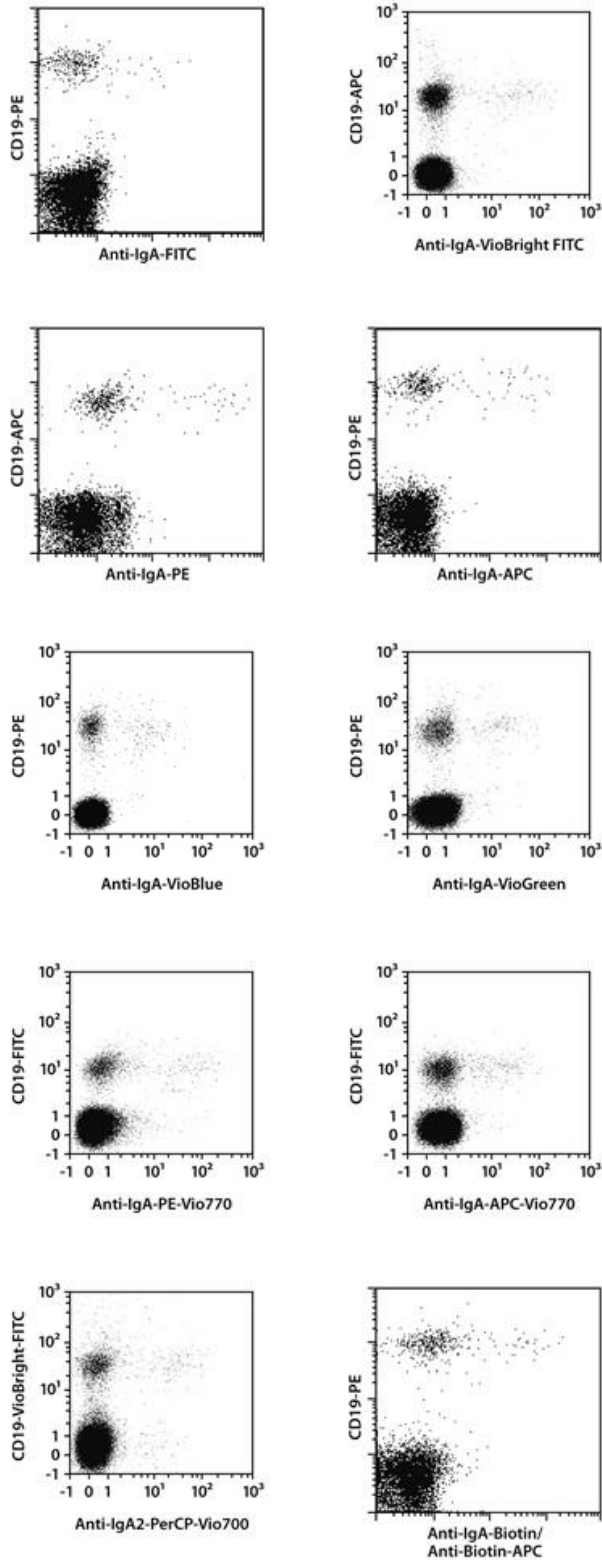 CD19-PE
Anti-IgA-FITC
CD19-APC
10³
10²
10¹
1
0
-1
-1 0 1 10¹ 10² 10³
Anti-IgA-VioBright FITC
CD19-APC
Anti-IgA-PE
CD19-PE
Anti-IgA-APC
CD19-PE
10³
10²
10¹
1
0
-1
-1 0 1 10¹ 10² 10³
Anti-IgA-VioBlue
CD19-PE
10³
10²
10¹
1
0
-1
-1 0 1 10¹ 10² 10³
Anti-IgA-VioGreen
CD19-FITC
10³
10²
10¹
1
0
-1
-1 0 1 10¹ 10² 10³
Anti-IgA-PE-Vio770
CD19-FITC
10³
10²
10¹
1
0
-1
-1 0 1 10¹ 10² 10³
Anti-IgA-APC-Vio770
CD19-VioBright-FITC
10³
10²
10¹
1
0
-1
-1 0 1 10¹ 10² 10³
Anti-IgA2-PerCP-Vio700
CD19-PE
Anti-IgA-Biotin/
Anti-Biotin-APC